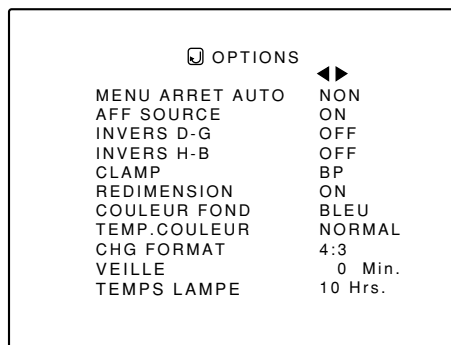 OPTIONS
MENU ARRET AUTO NON
AFF SOURCE ON
INVERS D-G OFF
INVERS H-B OFF
CLAMP BP
REDIMENSION ON
COULEUR FOND BLEU
TEMP.COULEUR NORMAL
CHG FORMAT 4:3
VEILLE 0 Min.
TEMPS LAMPE 10 Hrs.